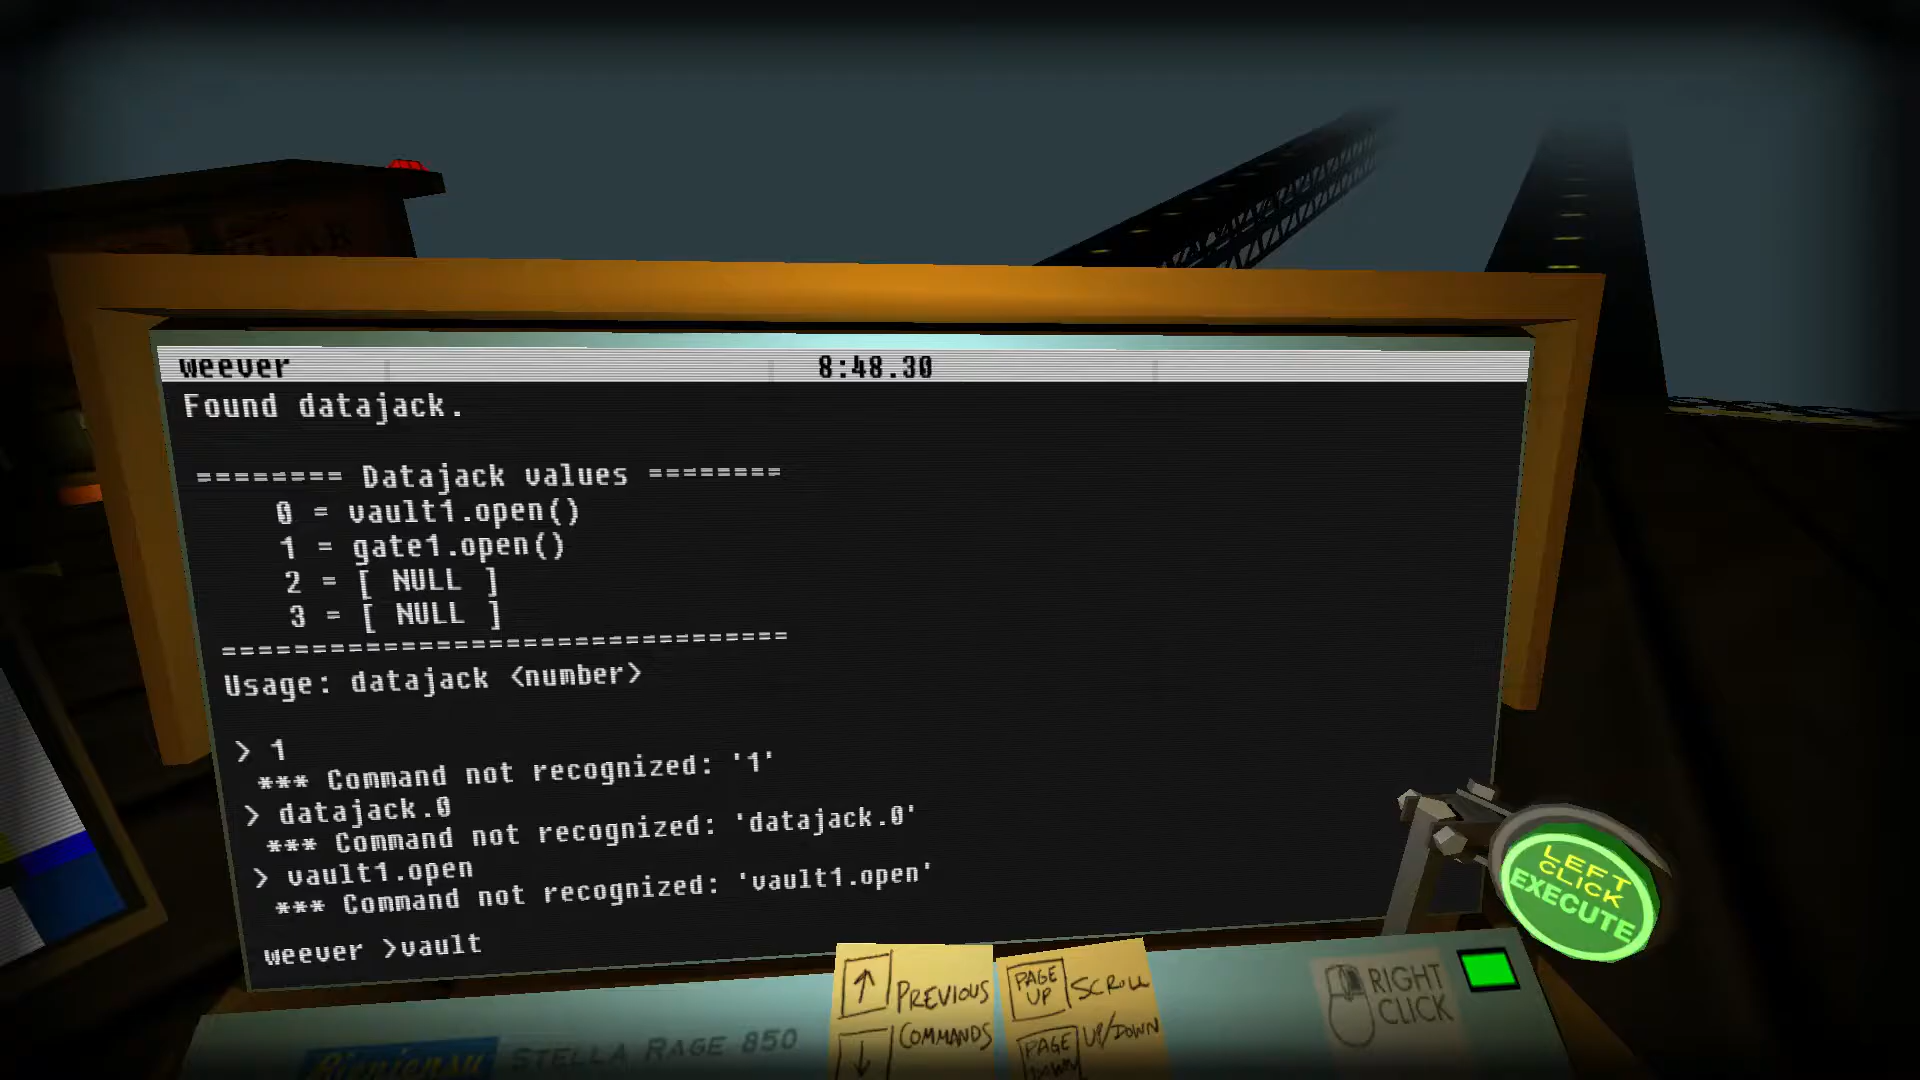 weever 8:48.30
Found datajack.
======== Datajack values ========
0 = vault1.open()
1 = gate1.open()
2 = [ NULL ]
3 = [ NULL ]
================================
Usage: datajack <number>
> 1
*** Command not recognized: '1'
> datajack.0
*** Command not recognized: 'datajack.0'
> vault1.open
*** Command not recognized: 'vault1.open'
weever >vault
LEFT
CLICK
EXECUTE
↑ PREVIOUS
↓ COMMANDS
PAGE
UP
SCROLL
UP/DOWN
PAGE
DOWN
RIGHT
CLICK
STELLA RAGE 850